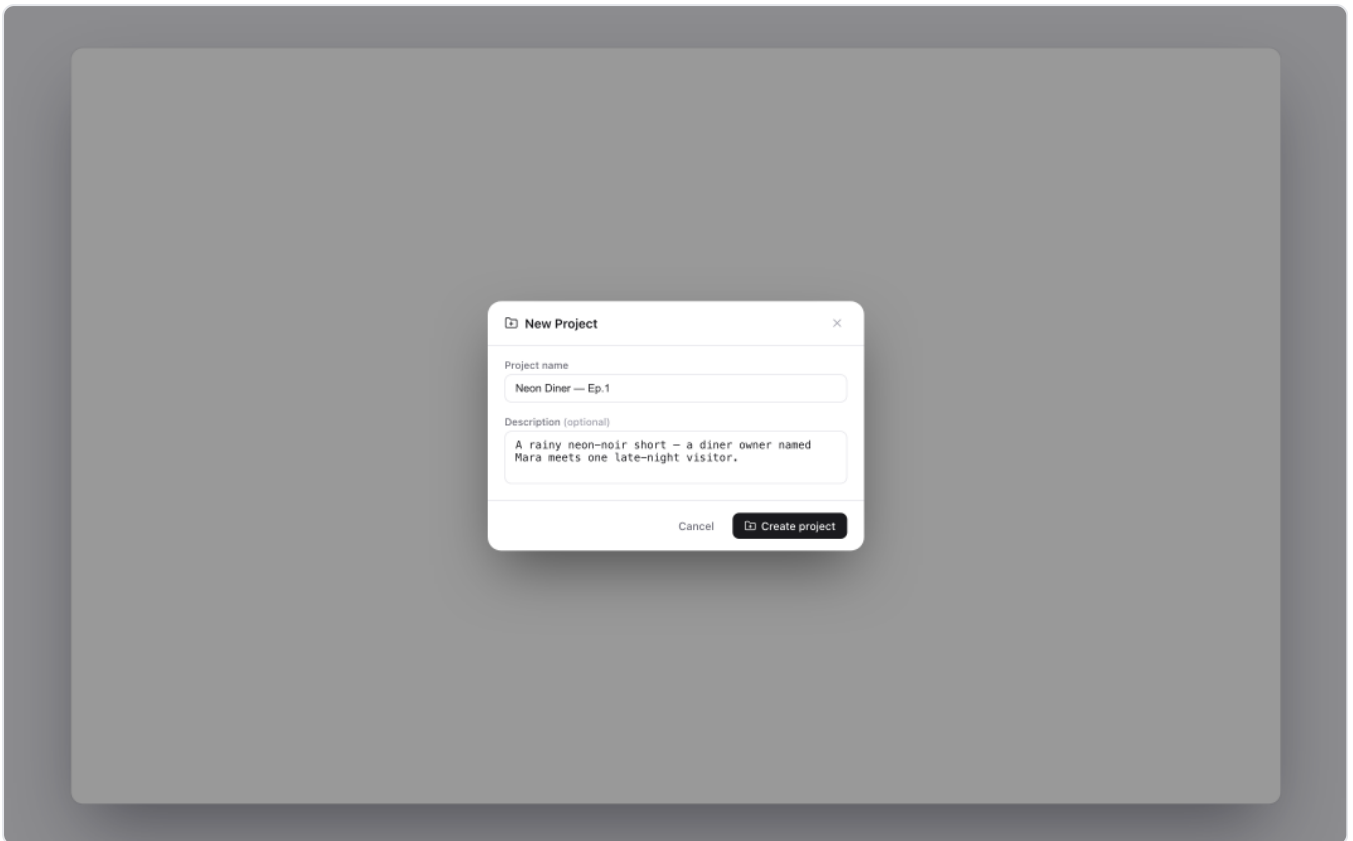 New Project
Project name
Neon Diner — Ep.1
Description (optional)
A rainy neon-noir short — a diner owner named
Mara meets one late-night visitor.
Cancel
Create project